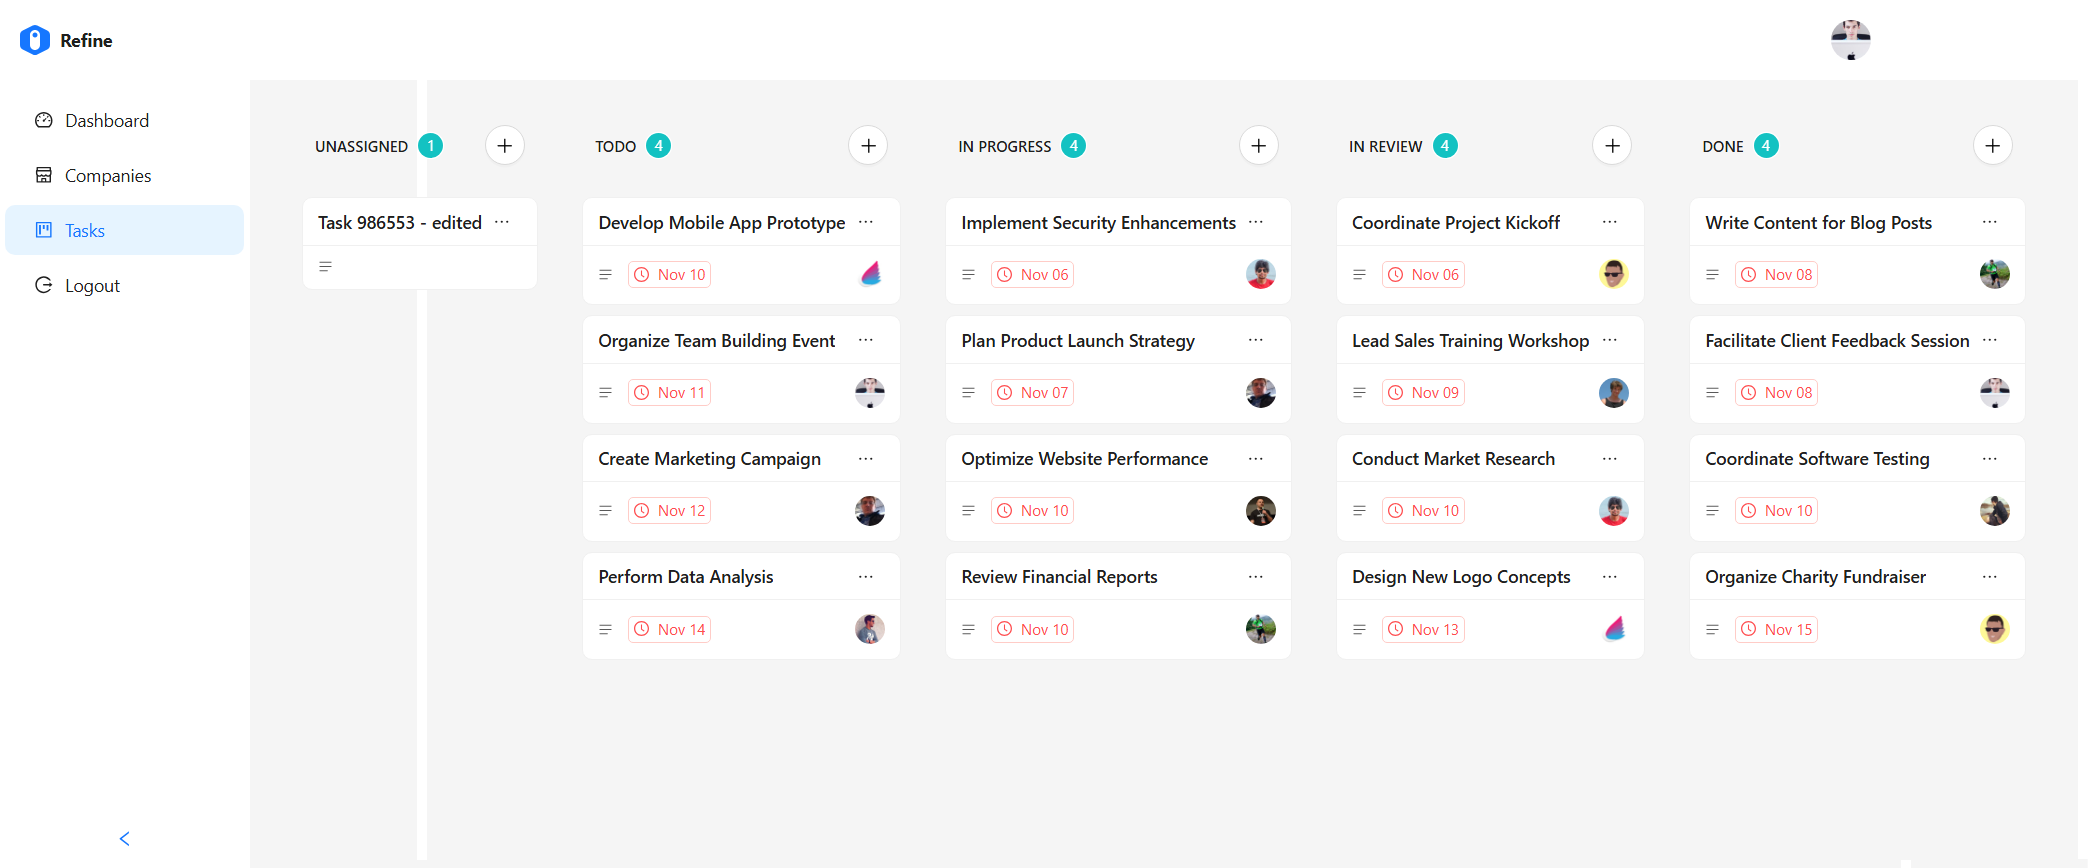 Refine
Dashboard
Companies
Tasks
Logout
UNASSIGNED 1
Task 986553 - edited
TODO 4
Develop Mobile App Prototype
Nov 10
Organize Team Building Event
Nov 11
Create Marketing Campaign
Nov 12
Perform Data Analysis
Nov 14
IN PROGRESS 4
Implement Security Enhancements
Nov 06
Plan Product Launch Strategy
Nov 07
Optimize Website Performance
Nov 10
Review Financial Reports
Nov 10
IN REVIEW 4
Coordinate Project Kickoff
Nov 06
Lead Sales Training Workshop
Nov 09
Conduct Market Research
Nov 10
Design New Logo Concepts
Nov 13
DONE 4
Write Content for Blog Posts
Nov 08
Facilitate Client Feedback Session
Nov 08
Coordinate Software Testing
Nov 10
Organize Charity Fundraiser
Nov 15